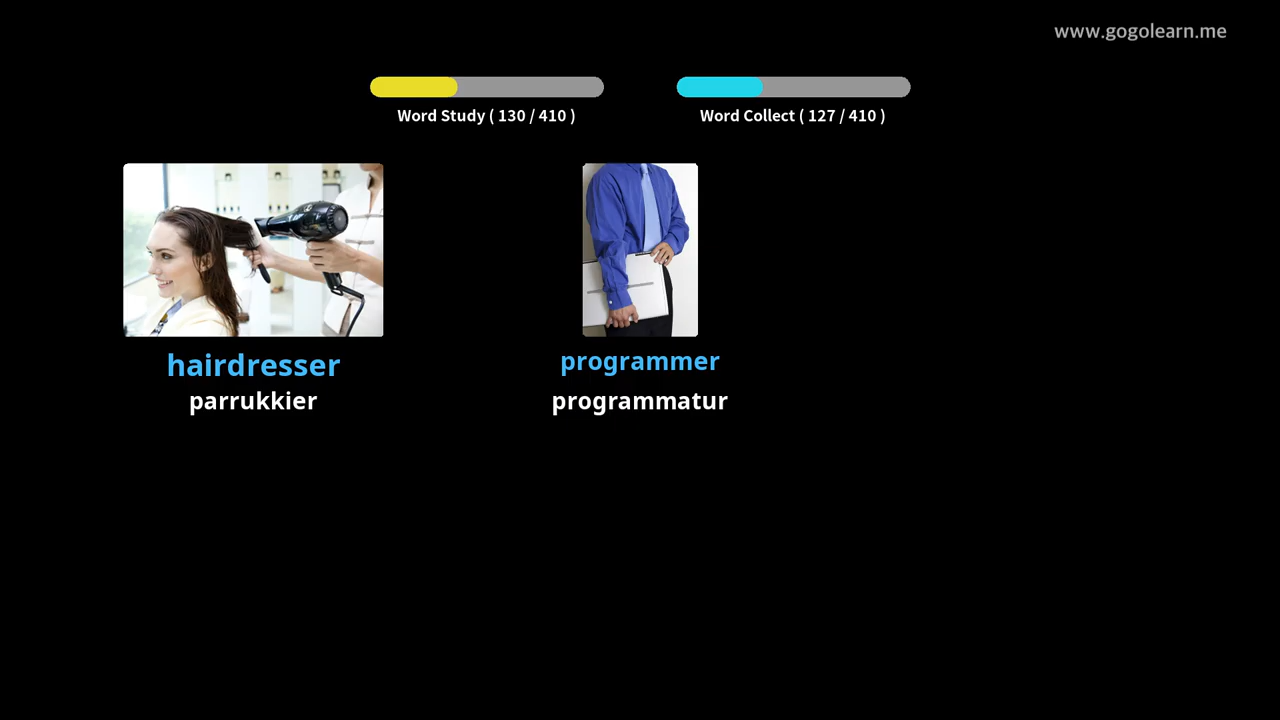 www.gogolearn.me
Word Study ( 130 / 410 )
Word Collect ( 127 / 410 )
hairdresser
parrukkier
programmer
programmatur